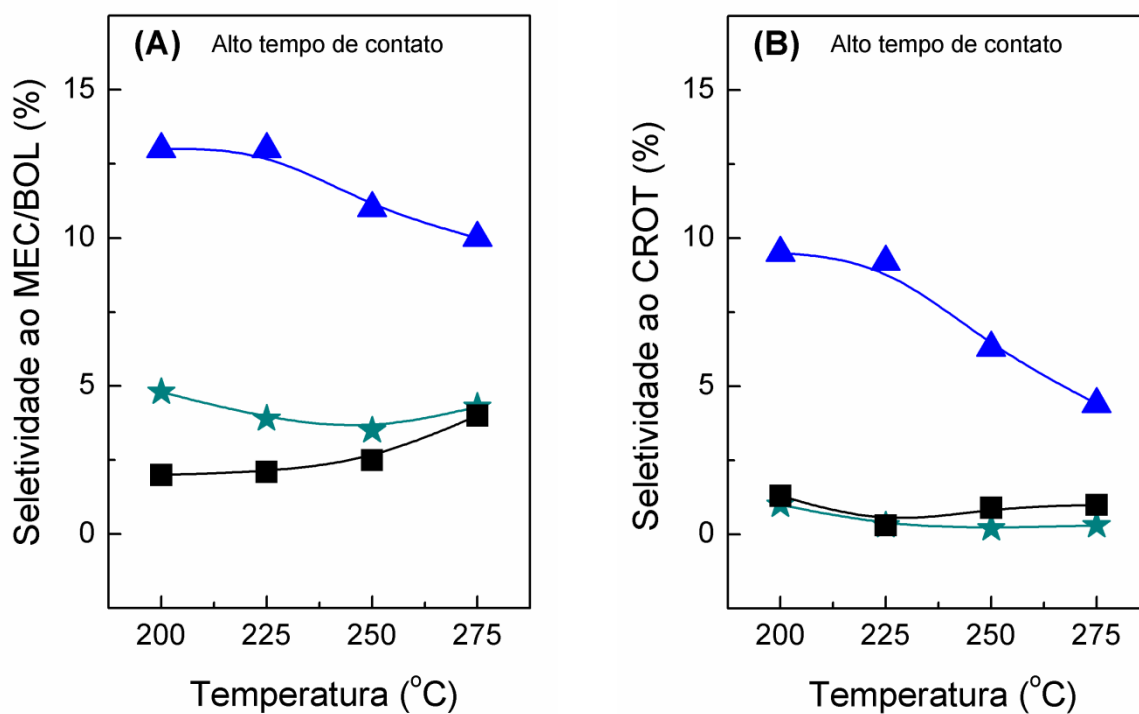 (A) Alto tempo de contato
Seletividade ao MEC/BOL (%)
15
10
5
0
200 225 250 275
Temperatura (°C)
(B) Alto tempo de contato
Seletividade ao CROT (%)
15
10
5
0
200 225 250 275
Temperatura (°C)